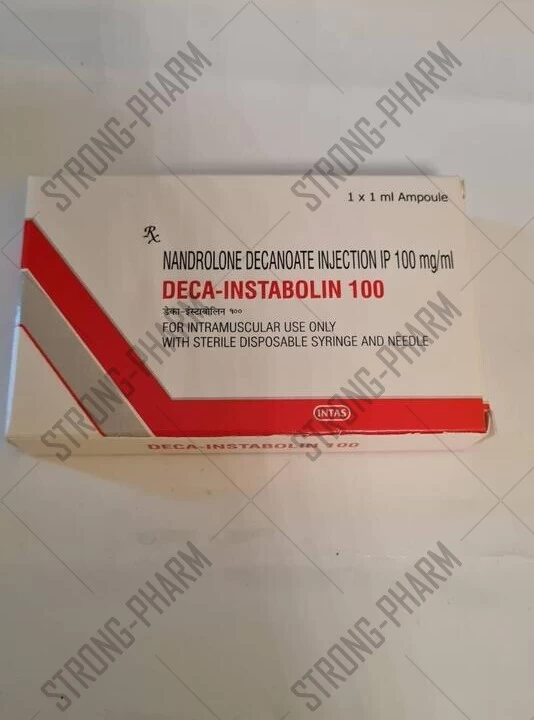 STRONG-PHARM
STRONG-PHARM
STRONG-PHARM
1 x 1 ml Ampoule
Rx
NANDROLONE DECANOATE INJECTION IP 100 mg/ml
DECA-INSTABOLIN 100
डेका-इंस्टाबोलिन १००
FOR INTRAMUSCULAR USE ONLY
WITH STERILE DISPOSABLE SYRINGE AND NEEDLE
INTAS
DECA-INSTABOLIN 100
STRONG-PHARM
STRONG-PHARM
STRONG-PHARM
STRONG-PHARM